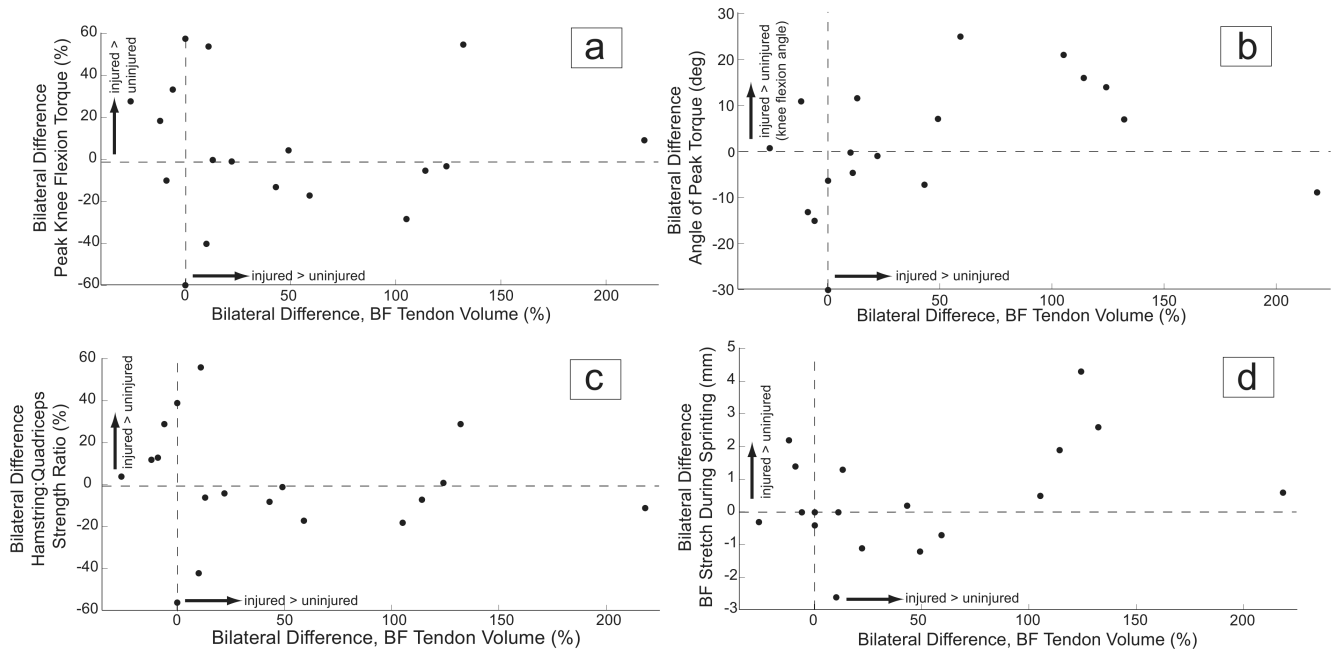 a
Bilateral Difference
Peak Knee Flexion Torque (%)
injured >
uninjured
60
40
20
0
-20
-40
-60
injured > uninjured
0
50
100
150
200
Bilateral Difference, BF Tendon Volume (%)
b
Bilateral Difference
Angle of Peak Torque (deg)
injured > uninjured
(knee flexion angle)
30
20
10
0
-10
-20
-30
injured > uninjured
0
50
100
150
200
Bilateral Differece, BF Tendon Volume (%)
c
Bilateral Difference
Hamstring:Quadriceps
Strength Ratio (%)
injured > uninjured
60
40
20
0
-20
-40
-60
injured > uninjured
0
50
100
150
200
Bilateral Difference, BF Tendon Volume (%)
d
Bilateral Difference
BF Stretch During Sprinting (mm)
injured > uninjured
5
4
3
2
1
0
-1
-2
-3
injured > uninjured
0
50
100
150
200
Bilateral Difference, BF Tendon Volume (%)